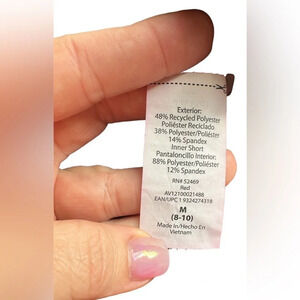 Exterior:
48% Recycled Polyester
Poliéster Reciclado
38% Polyester/Poliéster
14% Spandex
Inner Short
Pantaloncillo Interior:
88% Polyester/Poliéster
12% Spandex
RN# 52469
Red
AV12100021488
EAN/UPC 1 9324274318
M
(8-10)
Made In/Hecho En
Vietnam